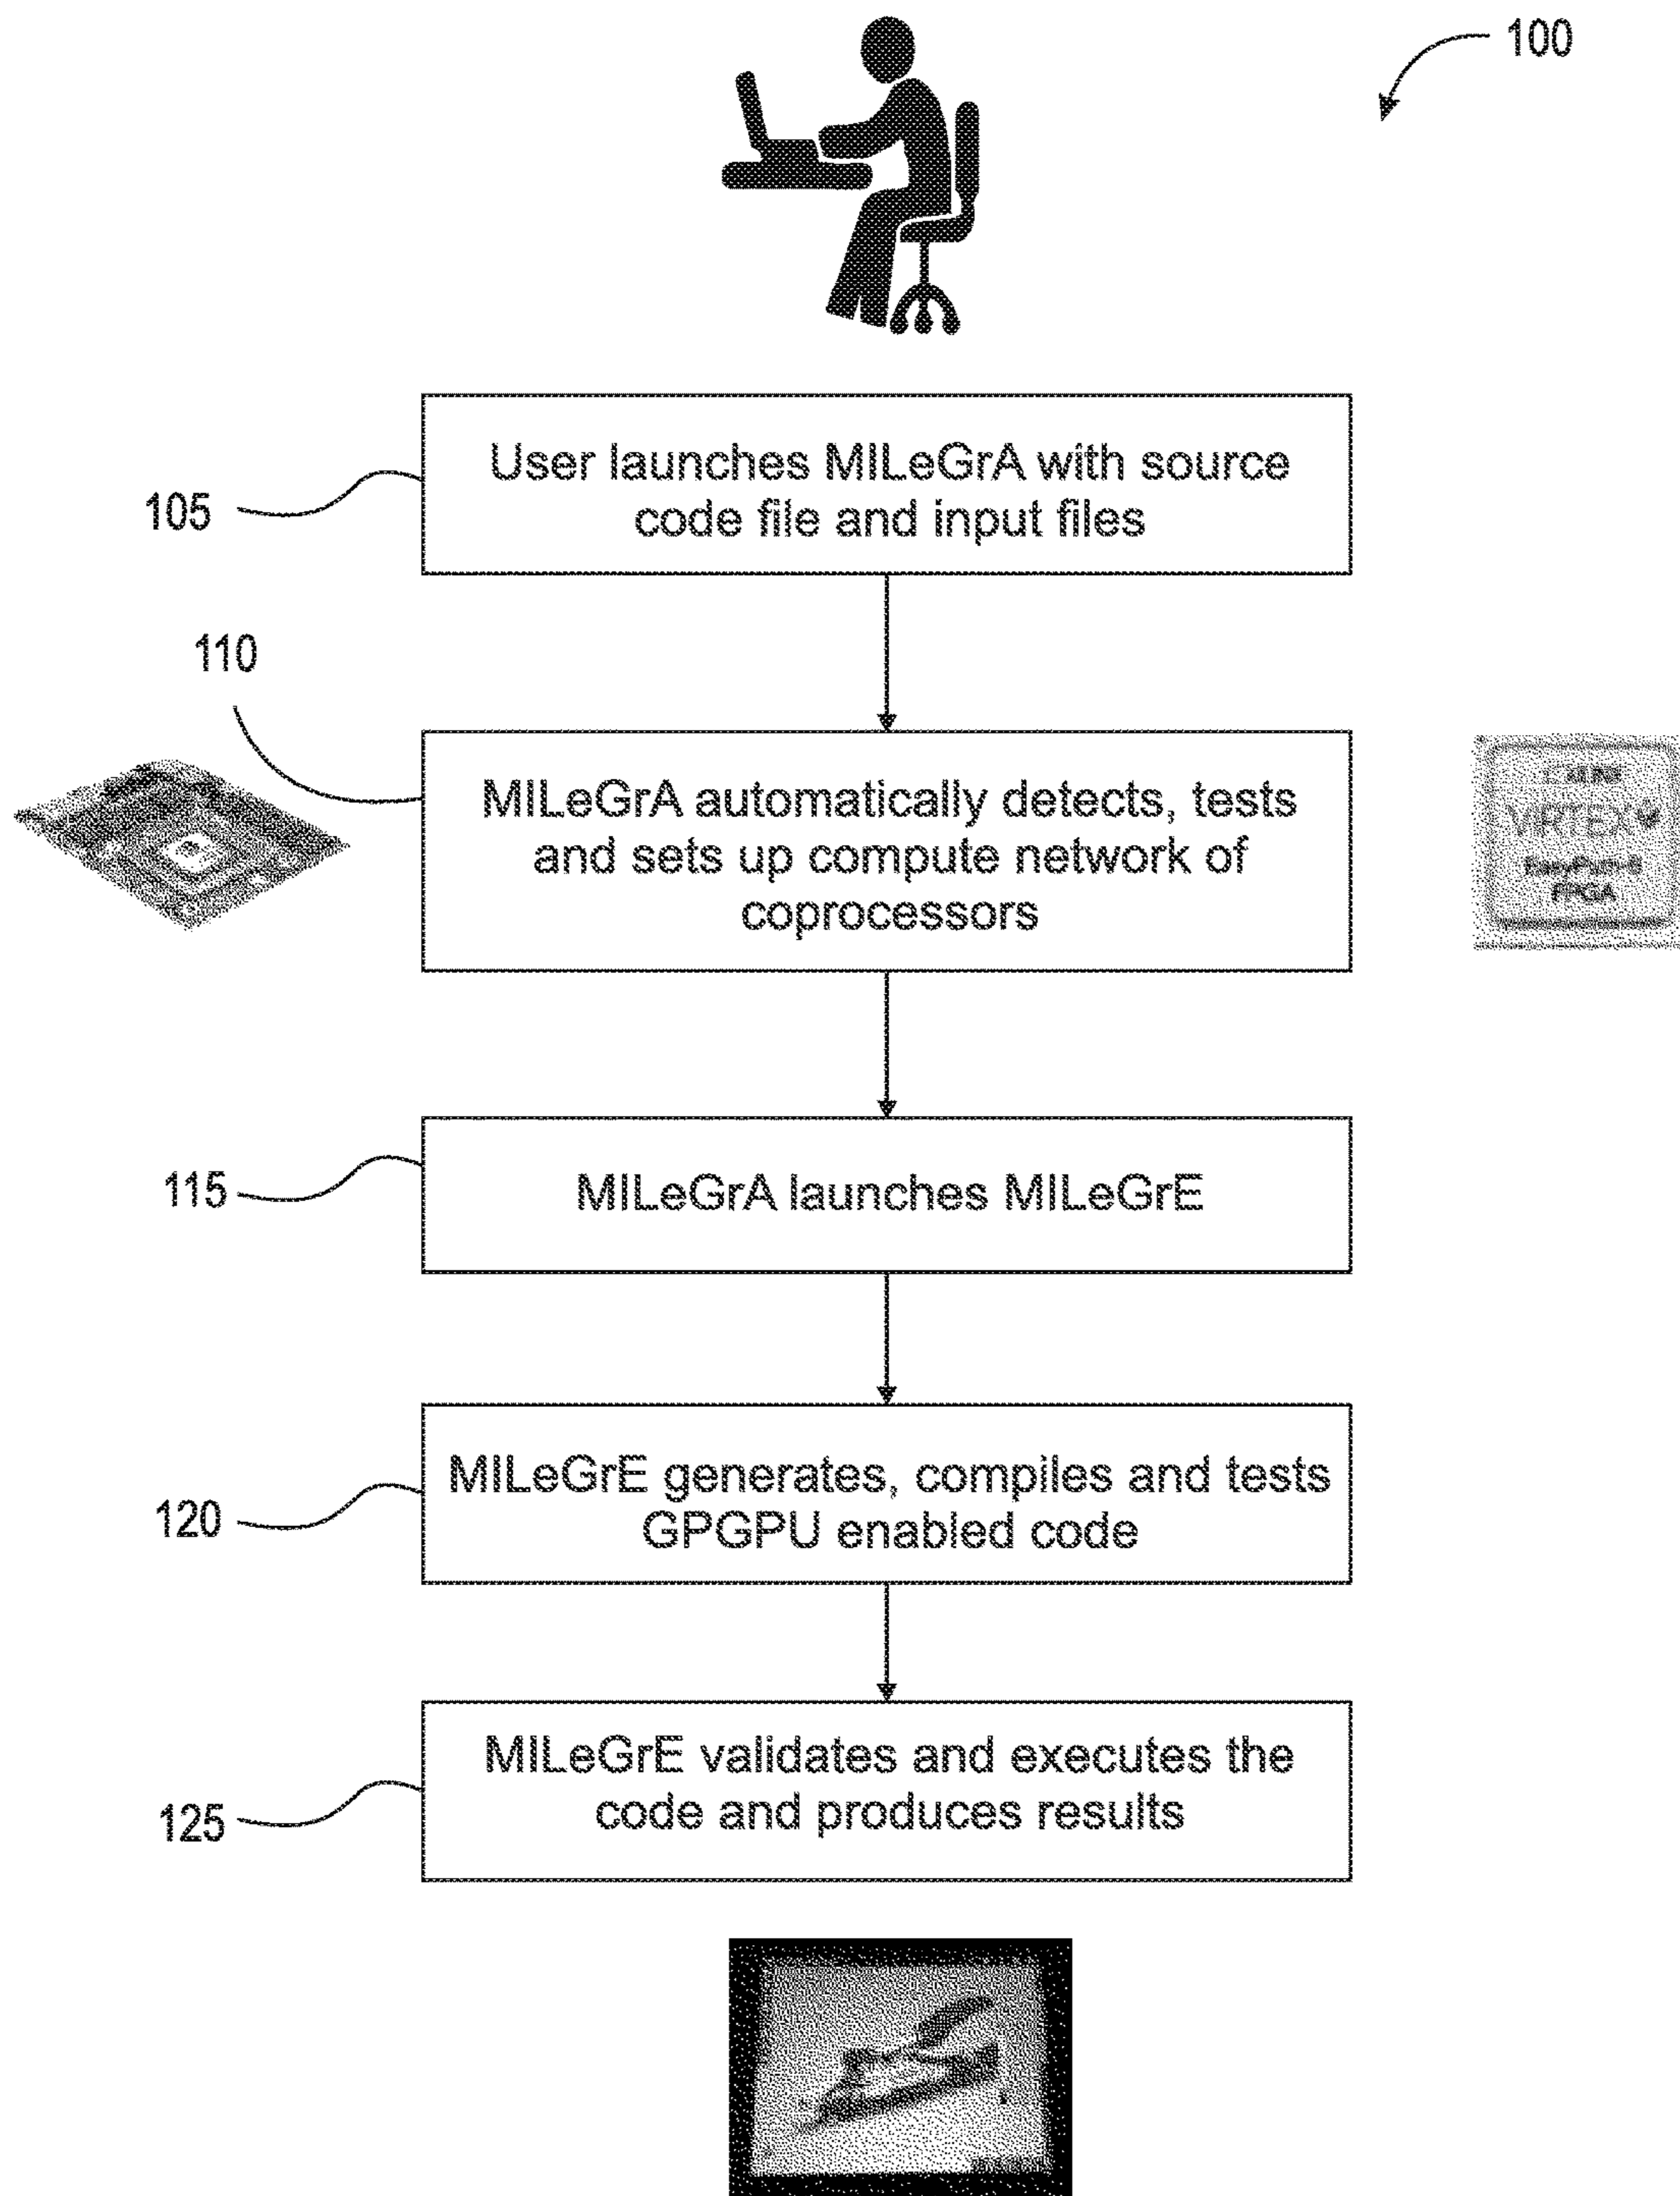 100
User launches MILeGrA with source
code file and input files
105
110
MILeGrA automatically detects, tests
and sets up compute network of
coprocessors
VIRTEX
EasyPath-6
FPGA
MILeGrA launches MILeGrE
115
MILeGrE generates, compiles and tests
GPGPU enabled code
120
MILeGrE validates and executes the
code and produces results
125